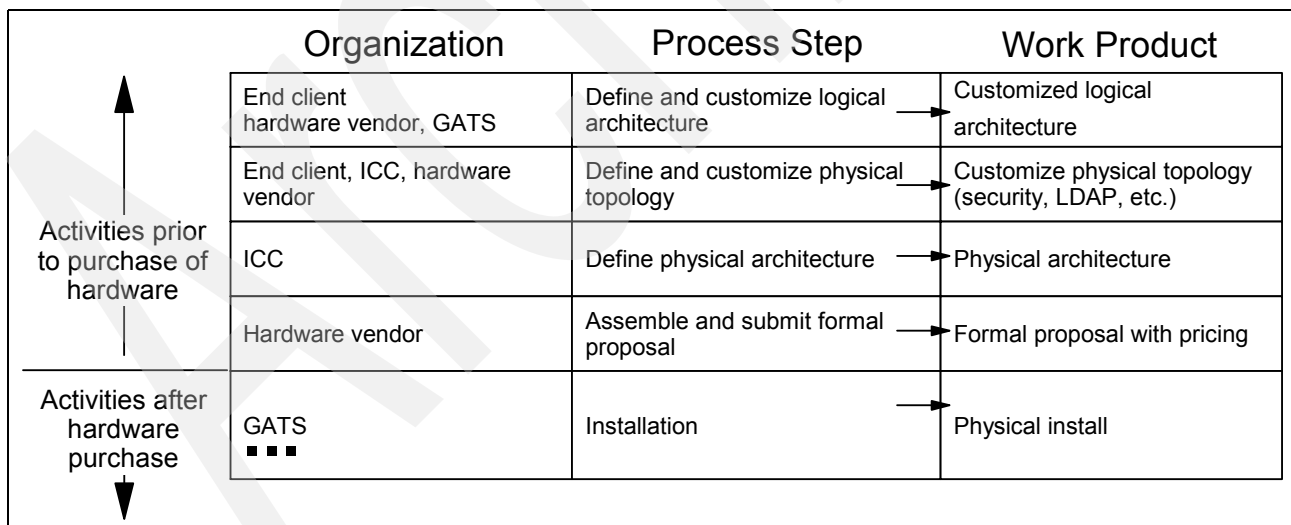 Organization
Process Step
Work Product
End client
hardware vendor, GATS
Define and customize logical
architecture
Customized logical
architecture
End client, ICC, hardware
vendor
Define and customize physical
topology
Customize physical topology
(security, LDAP, etc.)
Activities prior
to purchase of
hardware
ICC
Define physical architecture
Physical architecture
Hardware vendor
Assemble and submit formal
proposal
Formal proposal with pricing
Activities after
hardware
purchase
GATS
Installation
Physical install